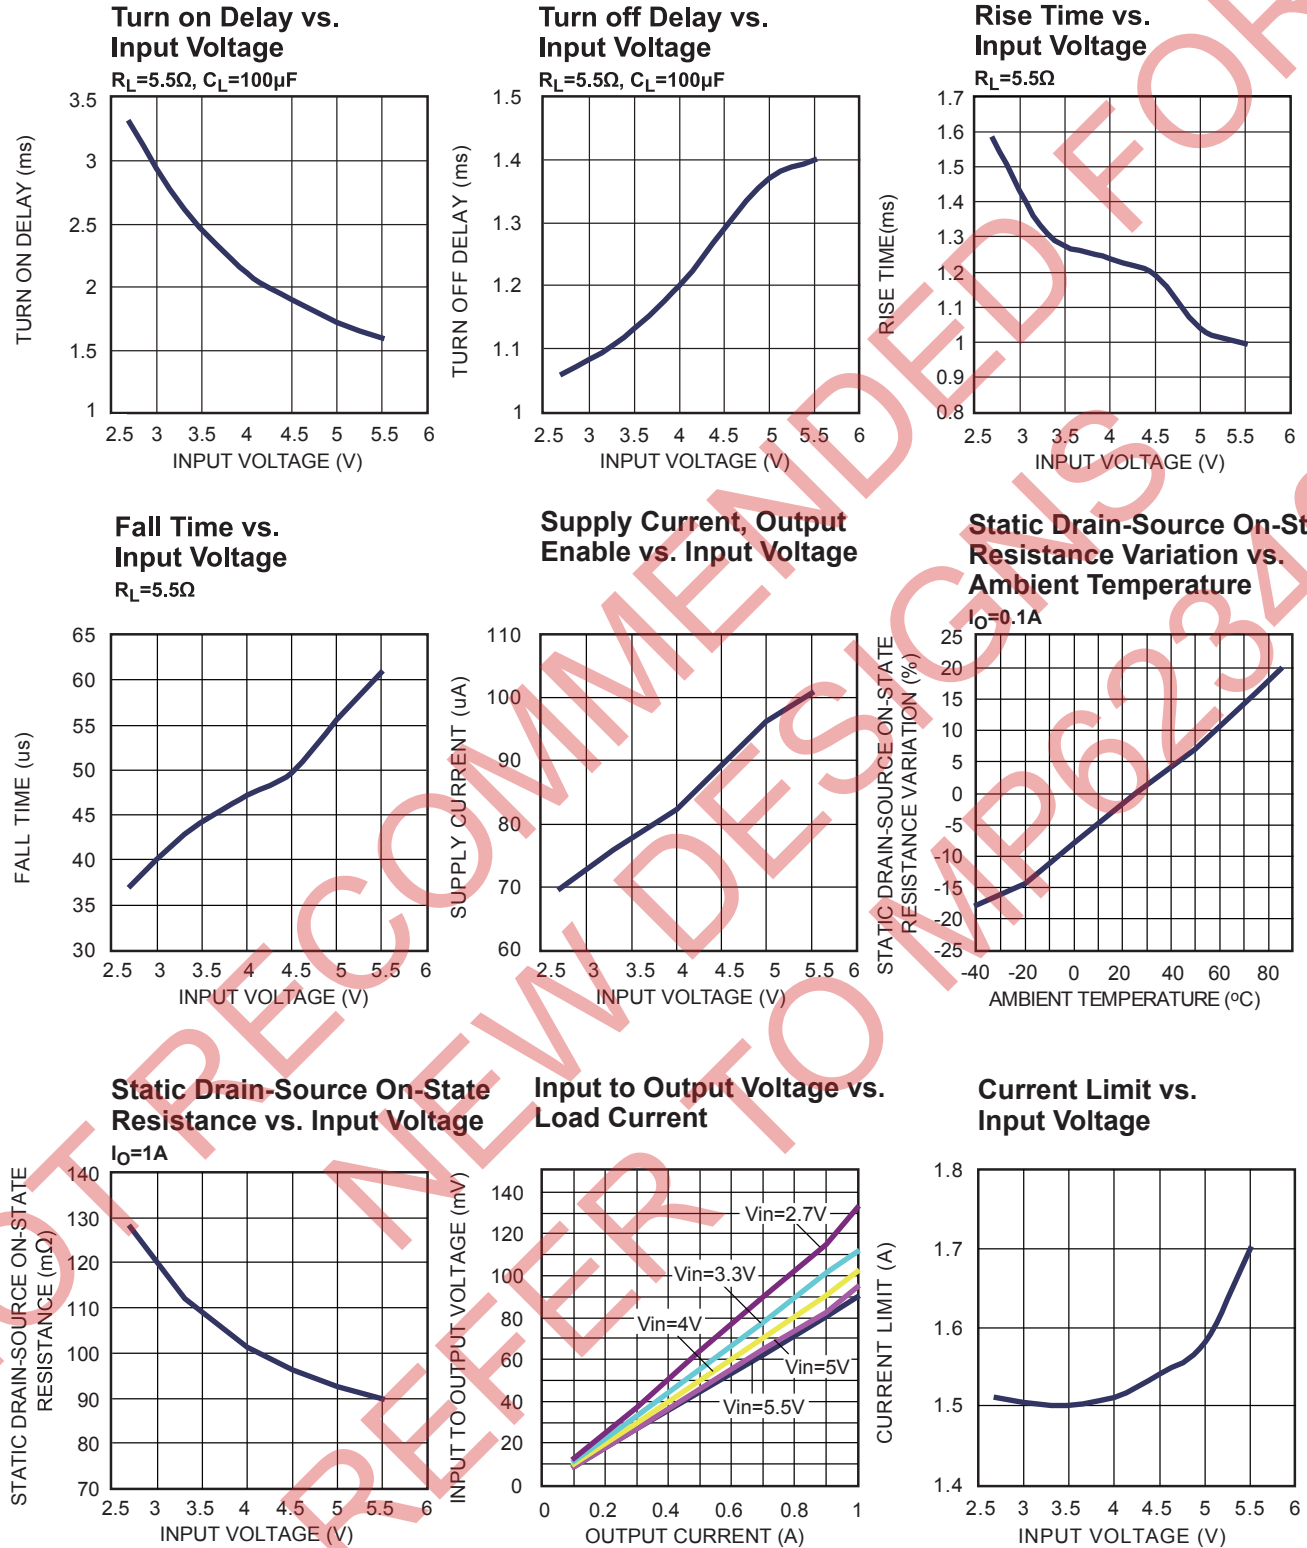 Turn on Delay vs.
Input Voltage
RL=5.5Ω, CL=100µF
TURN ON DELAY (ms)
3.5
3
2.5
2
1.5
1
2.5 3 3.5 4 4.5 5 5.5 6
INPUT VOLTAGE (V)
Turn off Delay vs.
Input Voltage
RL=5.5Ω, CL=100µF
TURN OFF DELAY (ms)
1.5
1.4
1.3
1.2
1.1
1
2.5 3 3.5 4 4.5 5 5.5 6
INPUT VOLTAGE (V)
Rise Time vs.
Input Voltage
RL=5.5Ω
RISE TIME(ms)
1.7
1.6
1.5
1.4
1.3
1.2
1.1
1
0.9
0.8
2.5 3 3.5 4 4.5 5 5.5 6
INPUT VOLTAGE (V)
Fall Time vs.
Input Voltage
RL=5.5Ω
FALL TIME (us)
65
60
55
50
45
40
35
30
2.5 3 3.5 4 4.5 5 5.5 6
INPUT VOLTAGE (V)
Supply Current, Output
Enable vs. Input Voltage
SUPPLY CURRENT (uA)
110
100
90
80
70
60
2.5 3 3.5 4 4.5 5 5.5 6
INPUT VOLTAGE (V)
Static Drain-Source On-St
Resistance Variation vs.
Ambient Temperature
IO=0.1A
STATIC DRAIN-SOURCE ON-STATE
RESISTANCE VARIATION (%)
25
20
15
10
5
0
-5
-10
-15
-20
-25
-40 -20 0 20 40 60 80
AMBIENT TEMPERATURE (ºC)
Static Drain-Source On-State
Resistance vs. Input Voltage
IO=1A
STATIC DRAIN-SOURCE ON-STATE
RESISTANCE (mΩ)
140
130
120
110
100
90
80
70
2.5 3 3.5 4 4.5 5 5.5 6
INPUT VOLTAGE (V)
Input to Output Voltage vs.
Load Current
INPUT TO OUTPUT VOLTAGE (mV)
140
120
100
80
60
40
20
0
Vin=2.7V
Vin=3.3V
Vin=4V
Vin=5V
Vin=5.5V
0 0.2 0.4 0.6 0.8 1
OUTPUT CURRENT (A)
Current Limit vs.
Input Voltage
CURRENT LIMIT (A)
1.8
1.7
1.6
1.5
1.4
2.5 3 3.5 4 4.5 5 5.5 6
INPUT VOLTAGE (V)
OT RECOMMENDED FOR
NEW DESIGNS
REFER TO MP6234